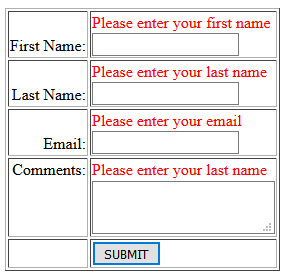 Please enter your first name
First Name:
Please enter your last name
Last Name:
Please enter your email
Email:
Comments: Please enter your last name
SUBMIT